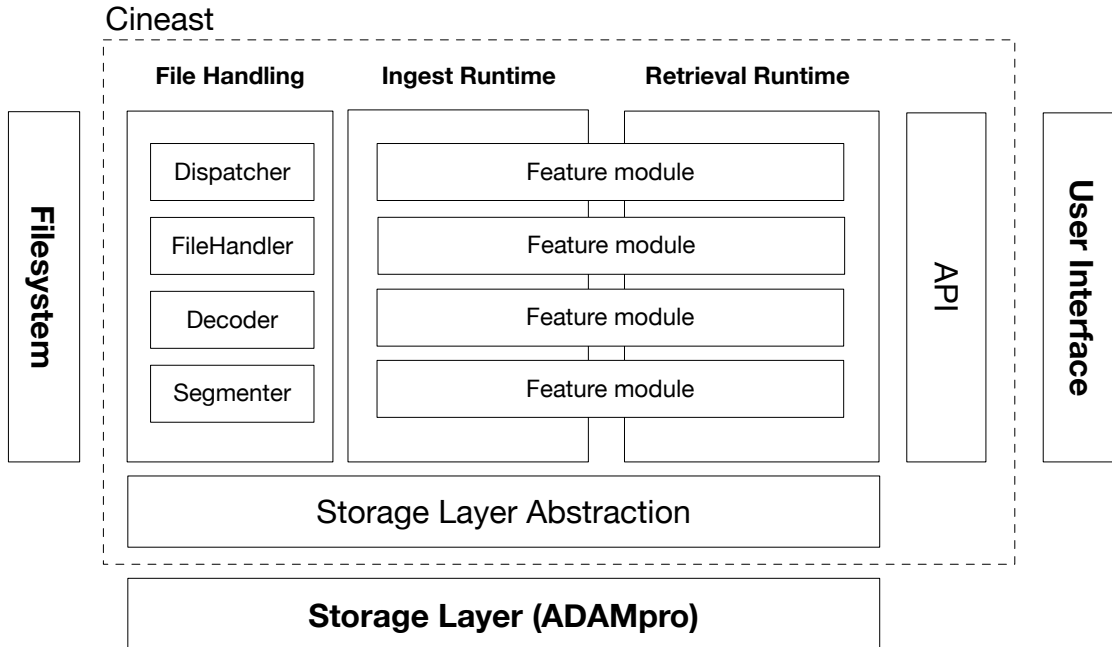 Cineast
File Handling
Ingest Runtime
Retrieval Runtime
Filesystem
Dispatcher
FileHandler
Decoder
Segmenter
Feature module
Feature module
Feature module
Feature module
API
User Interface
Storage Layer Abstraction
Storage Layer (ADAMpro)